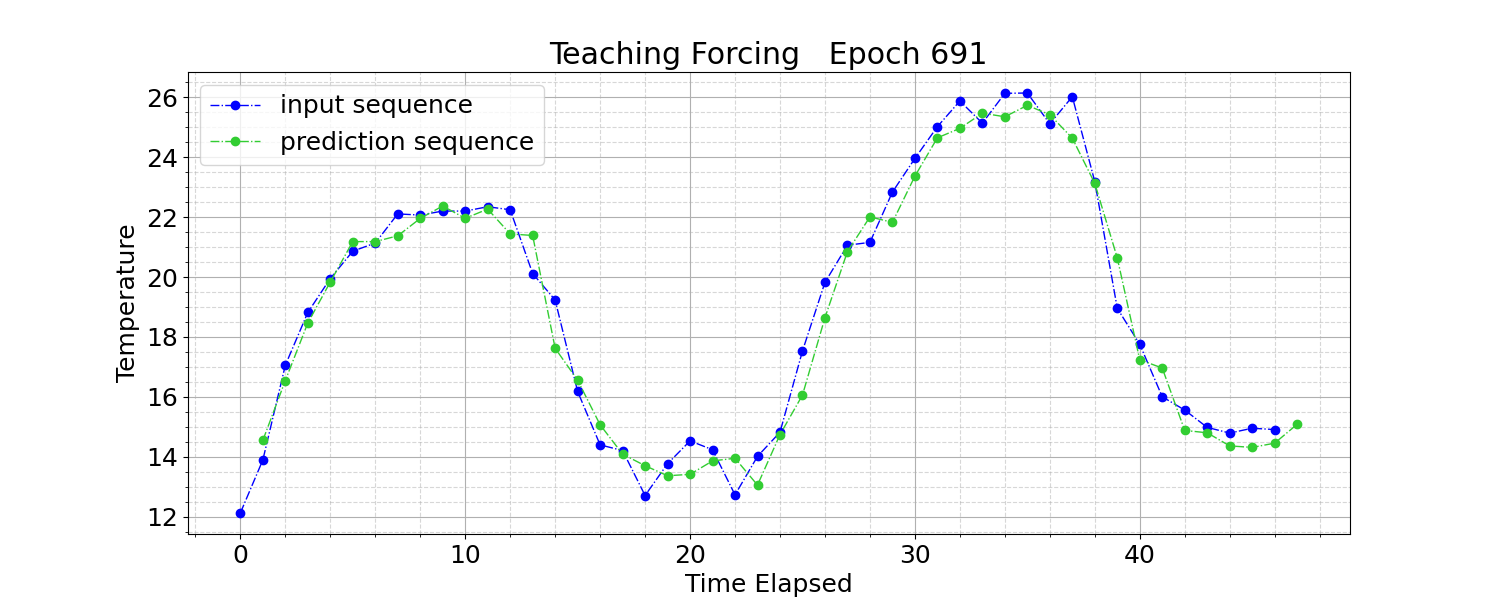 Teaching Forcing   Epoch 691
input sequence
prediction sequence
Temperature
26
24
22
20
18
16
14
12
0 10 20 30 40
Time Elapsed